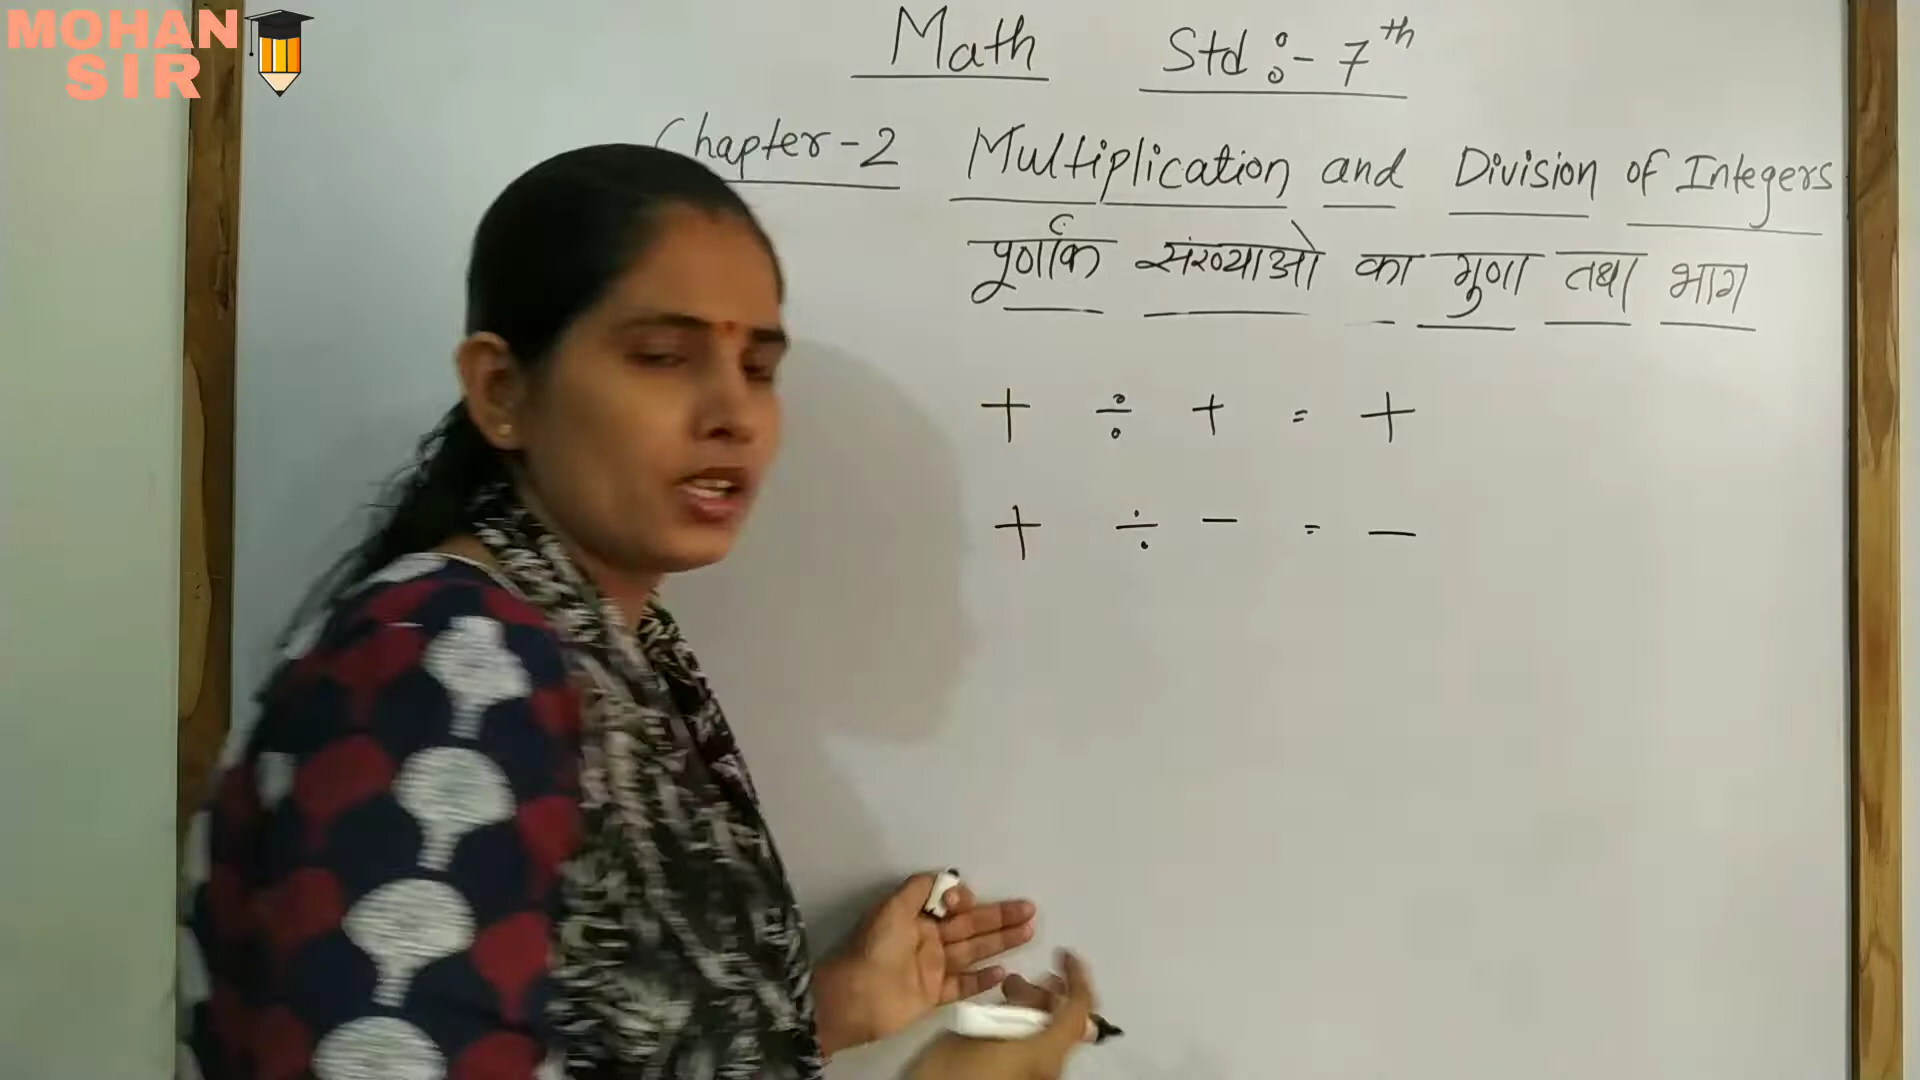 MOHAN
SIR
Math Std :- 7th
Chapter-2 Multiplication and Division of Integers
पूर्णांक संख्याओ का गुणा तथा भाग
+ ÷ + = +
+ ÷ - = -